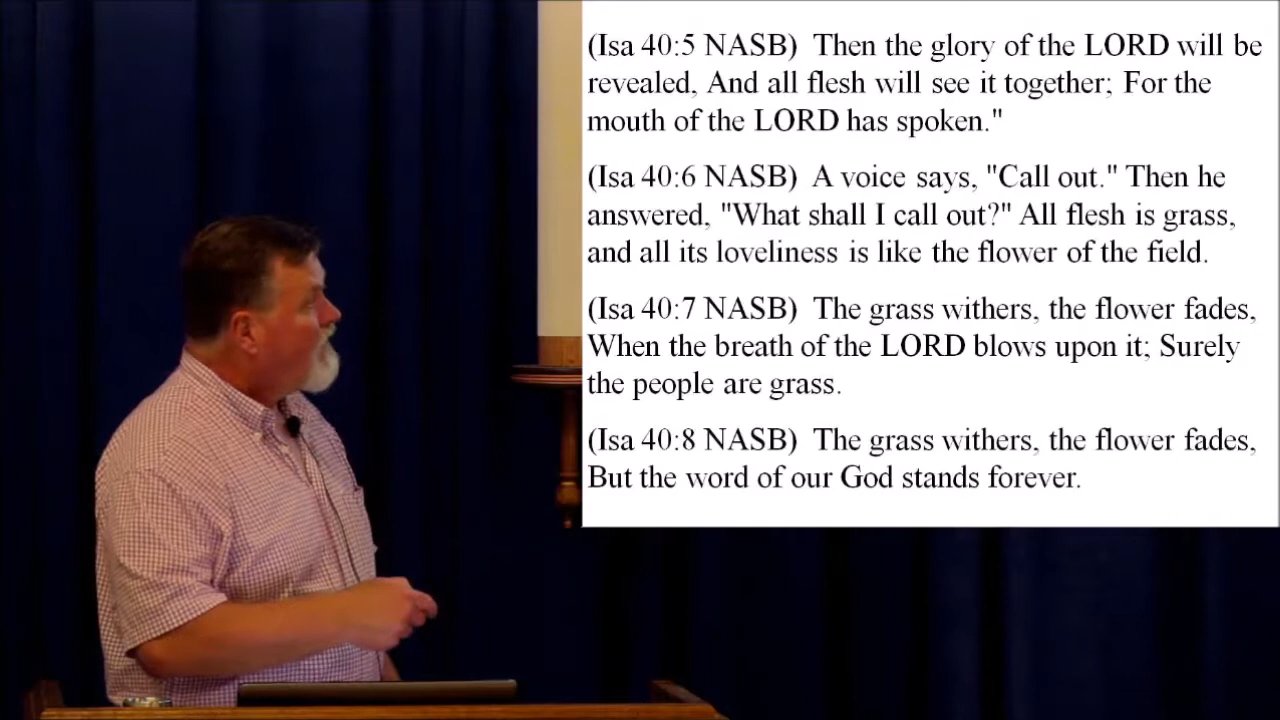 (Isa 40:5 NASB)  Then the glory of the LORD will be
revealed, And all flesh will see it together; For the
mouth of the LORD has spoken."
(Isa 40:6 NASB)  A voice says, "Call out." Then he
answered, "What shall I call out?" All flesh is grass,
and all its loveliness is like the flower of the field.
(Isa 40:7 NASB)  The grass withers, the flower fades,
When the breath of the LORD blows upon it; Surely
the people are grass.
(Isa 40:8 NASB)  The grass withers, the flower fades,
But the word of our God stands forever.